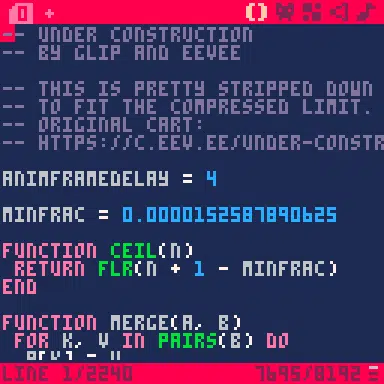 0 +
-- UNDER CONSTRUCTION
-- BY GLIP AND EEVEE
-- THIS IS PRETTY STRIPPED DOWN
-- TO FIT THE COMPRESSED LIMIT.
-- ORIGINAL CART:
-- HTTPS://C.EEV.EE/UNDER-CONSTR
ANIMFRAMEDELAY = 4
MINFRAC = 0.0000152587890625
FUNCTION CEIL(N)
RETURN FLR(N + 1 - MINFRAC)
END
FUNCTION MERGE(A, B)
FOR K, V IN PAIRS(B) DO
LINE 1/2240 7695/8192